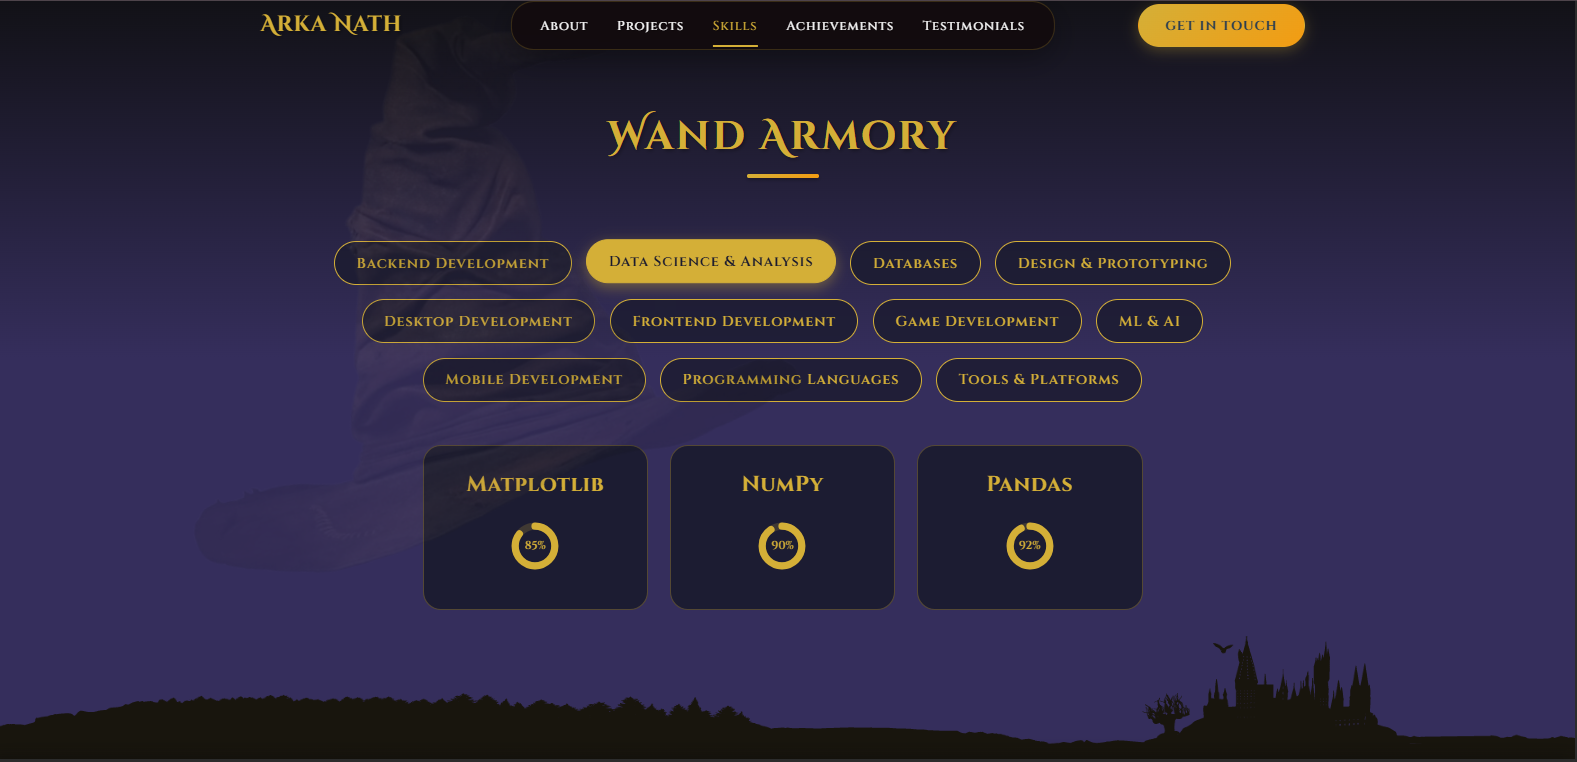 Arka Nath
About Projects Skills Achievements Testimonials
GET IN TOUCH
Wand Armory
Backend Development Data Science & Analysis Databases Design & Prototyping
Desktop Development Frontend Development Game Development ML & AI
Mobile Development Programming Languages Tools & Platforms
Matplotlib NumPy Pandas
85% 90% 92%